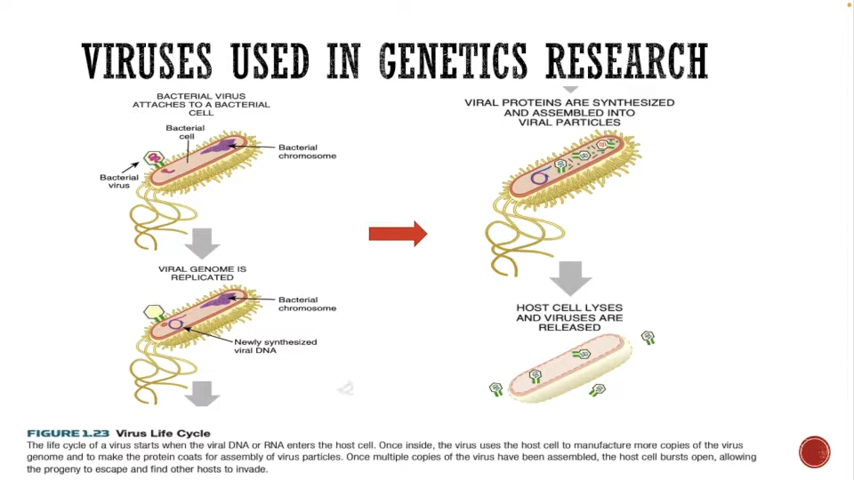 VIRUSES USED IN GENETICS RESEARCH
BACTERIAL VIRUS
ATTACHES TO A BACTERIAL
CELL
Bacterial
cell
Bacterial
chromosome
Bacterial
virus
VIRAL GENOME IS
REPLICATED
Bacterial
chromosome
Newly synthesized
viral DNA
VIRAL PROTEINS ARE SYNTHESIZED
AND ASSEMBLED INTO
VIRAL PARTICLES
HOST CELL LYSES
AND VIRUSES ARE
RELEASED
FIGURE 1.23 Virus Life Cycle
The life cycle of a virus starts when the viral DNA or RNA enters the host cell. Once inside, the virus uses the host cell to manufacture more copies of the virus
genome and to make the protein coats for assembly of virus particles. Once multiple copies of the virus have been assembled, the host cell bursts open, allowing
the progeny to escape and find other hosts to invade.